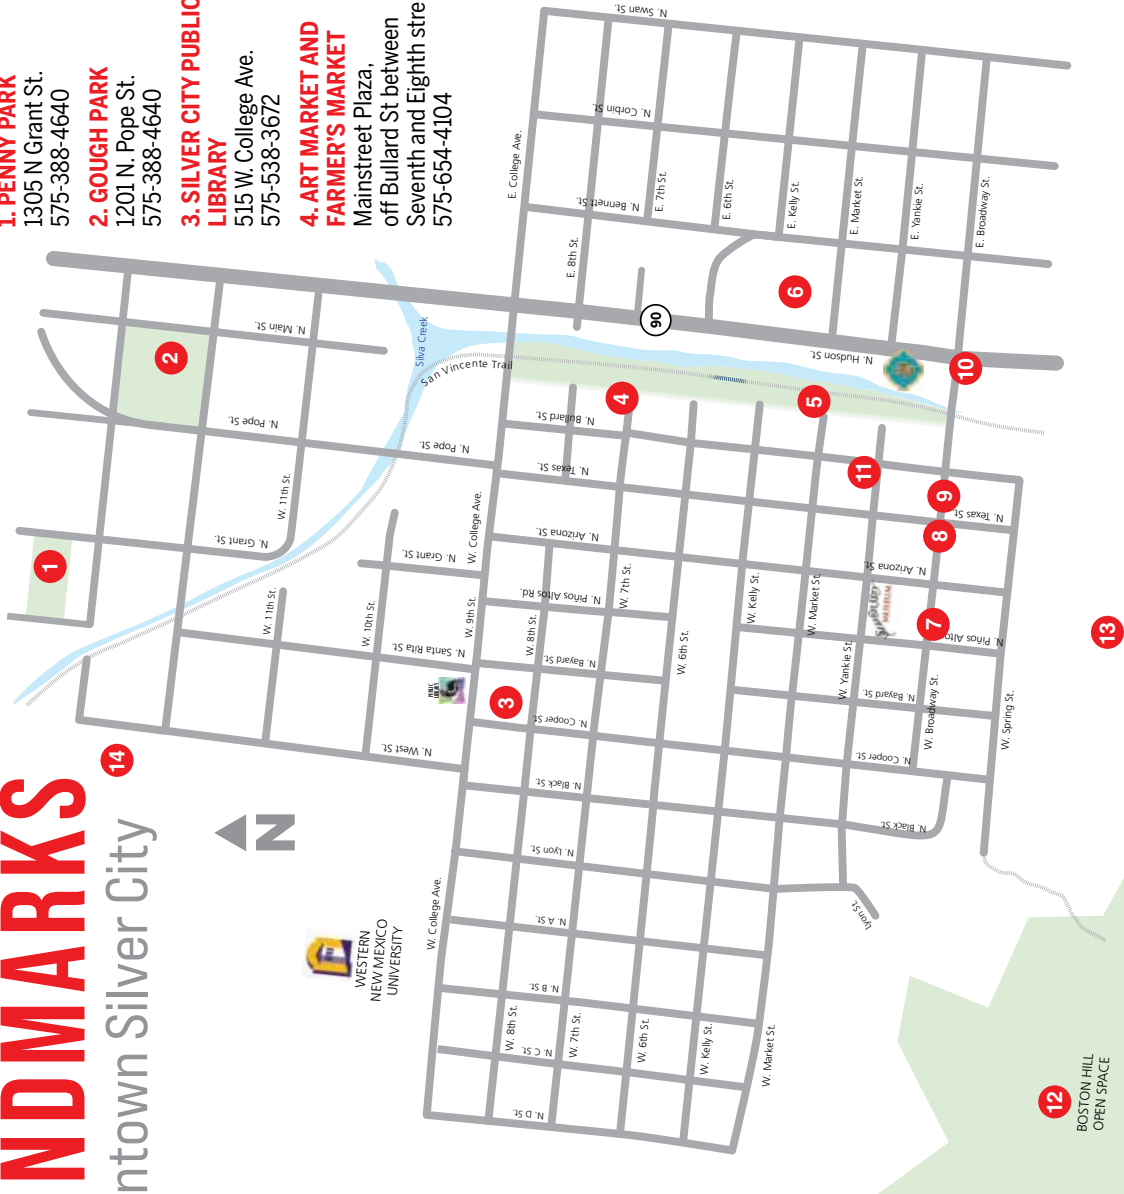 NDMARKS
ntown Silver City
1. PENNY PARK
1305 N Grant St.
575-388-4640
2. GOUGH PARK
1201 N. Pope St.
575-388-4640
3. SILVER CITY PUBLIC
LIBRARY
515 W. College Ave.
575-538-3672
4. ART MARKET AND
FARMER'S MARKET
Mainstreet Plaza,
off Bullard St between
Seventh and Eighth stre
575-654-4104
N
WESTERN
NEW MEXICO
UNIVERSITY
BOSTON HILL
OPEN SPACE
1
2
3
4
5
6
7
8
9
10
11
12
13
14
90
Silva Creek
San Vincente Trail
N. Swan St.
N. Corbin St.
N. Bennett St.
E. College Ave.
E. 8th St.
E. 7th St.
E. 6th St.
E. Kelly St.
E. Market St.
E. Yankie St.
E. Broadway St.
N. Hudson St.
N. Main St.
N. Pope St.
N. Pope St.
N. Grant St.
N. Grant St.
W. 11th St.
W. 11th St.
W. 10th St.
W. 9th St.
W. College Ave.
W. College Ave.
N. Santa Rita St.
N. West St.
N. Bullard St.
N. Texas St.
N. Texas St.
N. Arizona St.
N. Arizona St.
N. Piños Altos Rd.
N. Piños Altos
N. Bayard St.
N. Bayard St.
N. Cooper St.
N. Cooper St.
N. Black St.
N. Black St.
N. Lyon St.
Lyon St.
N. A St.
N. B St.
N. C St.
N. D St.
W. 8th St.
W. 8th St.
W. 7th St.
W. 7th St.
W. 6th St.
W. 6th St.
W. Kelly St.
W. Kelly St.
W. Market St.
W. Market St.
W. Yankie St.
W. Broadway St.
W. Spring St.